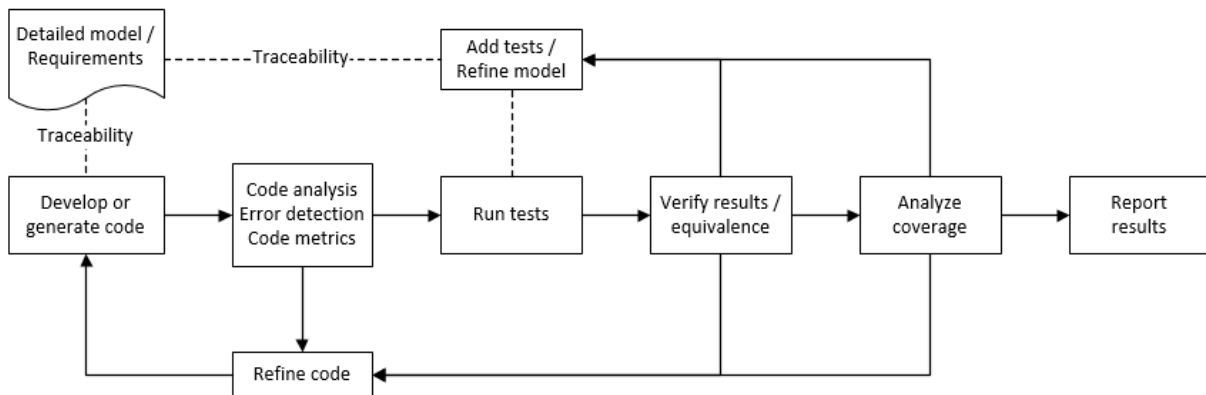 Detailed model /
Requirements
Traceability
Add tests /
Refine model
Traceability
Develop or
generate code
Code analysis
Error detection
Code metrics
Run tests
Verify results /
equivalence
Analyze
coverage
Report
results
Refine code